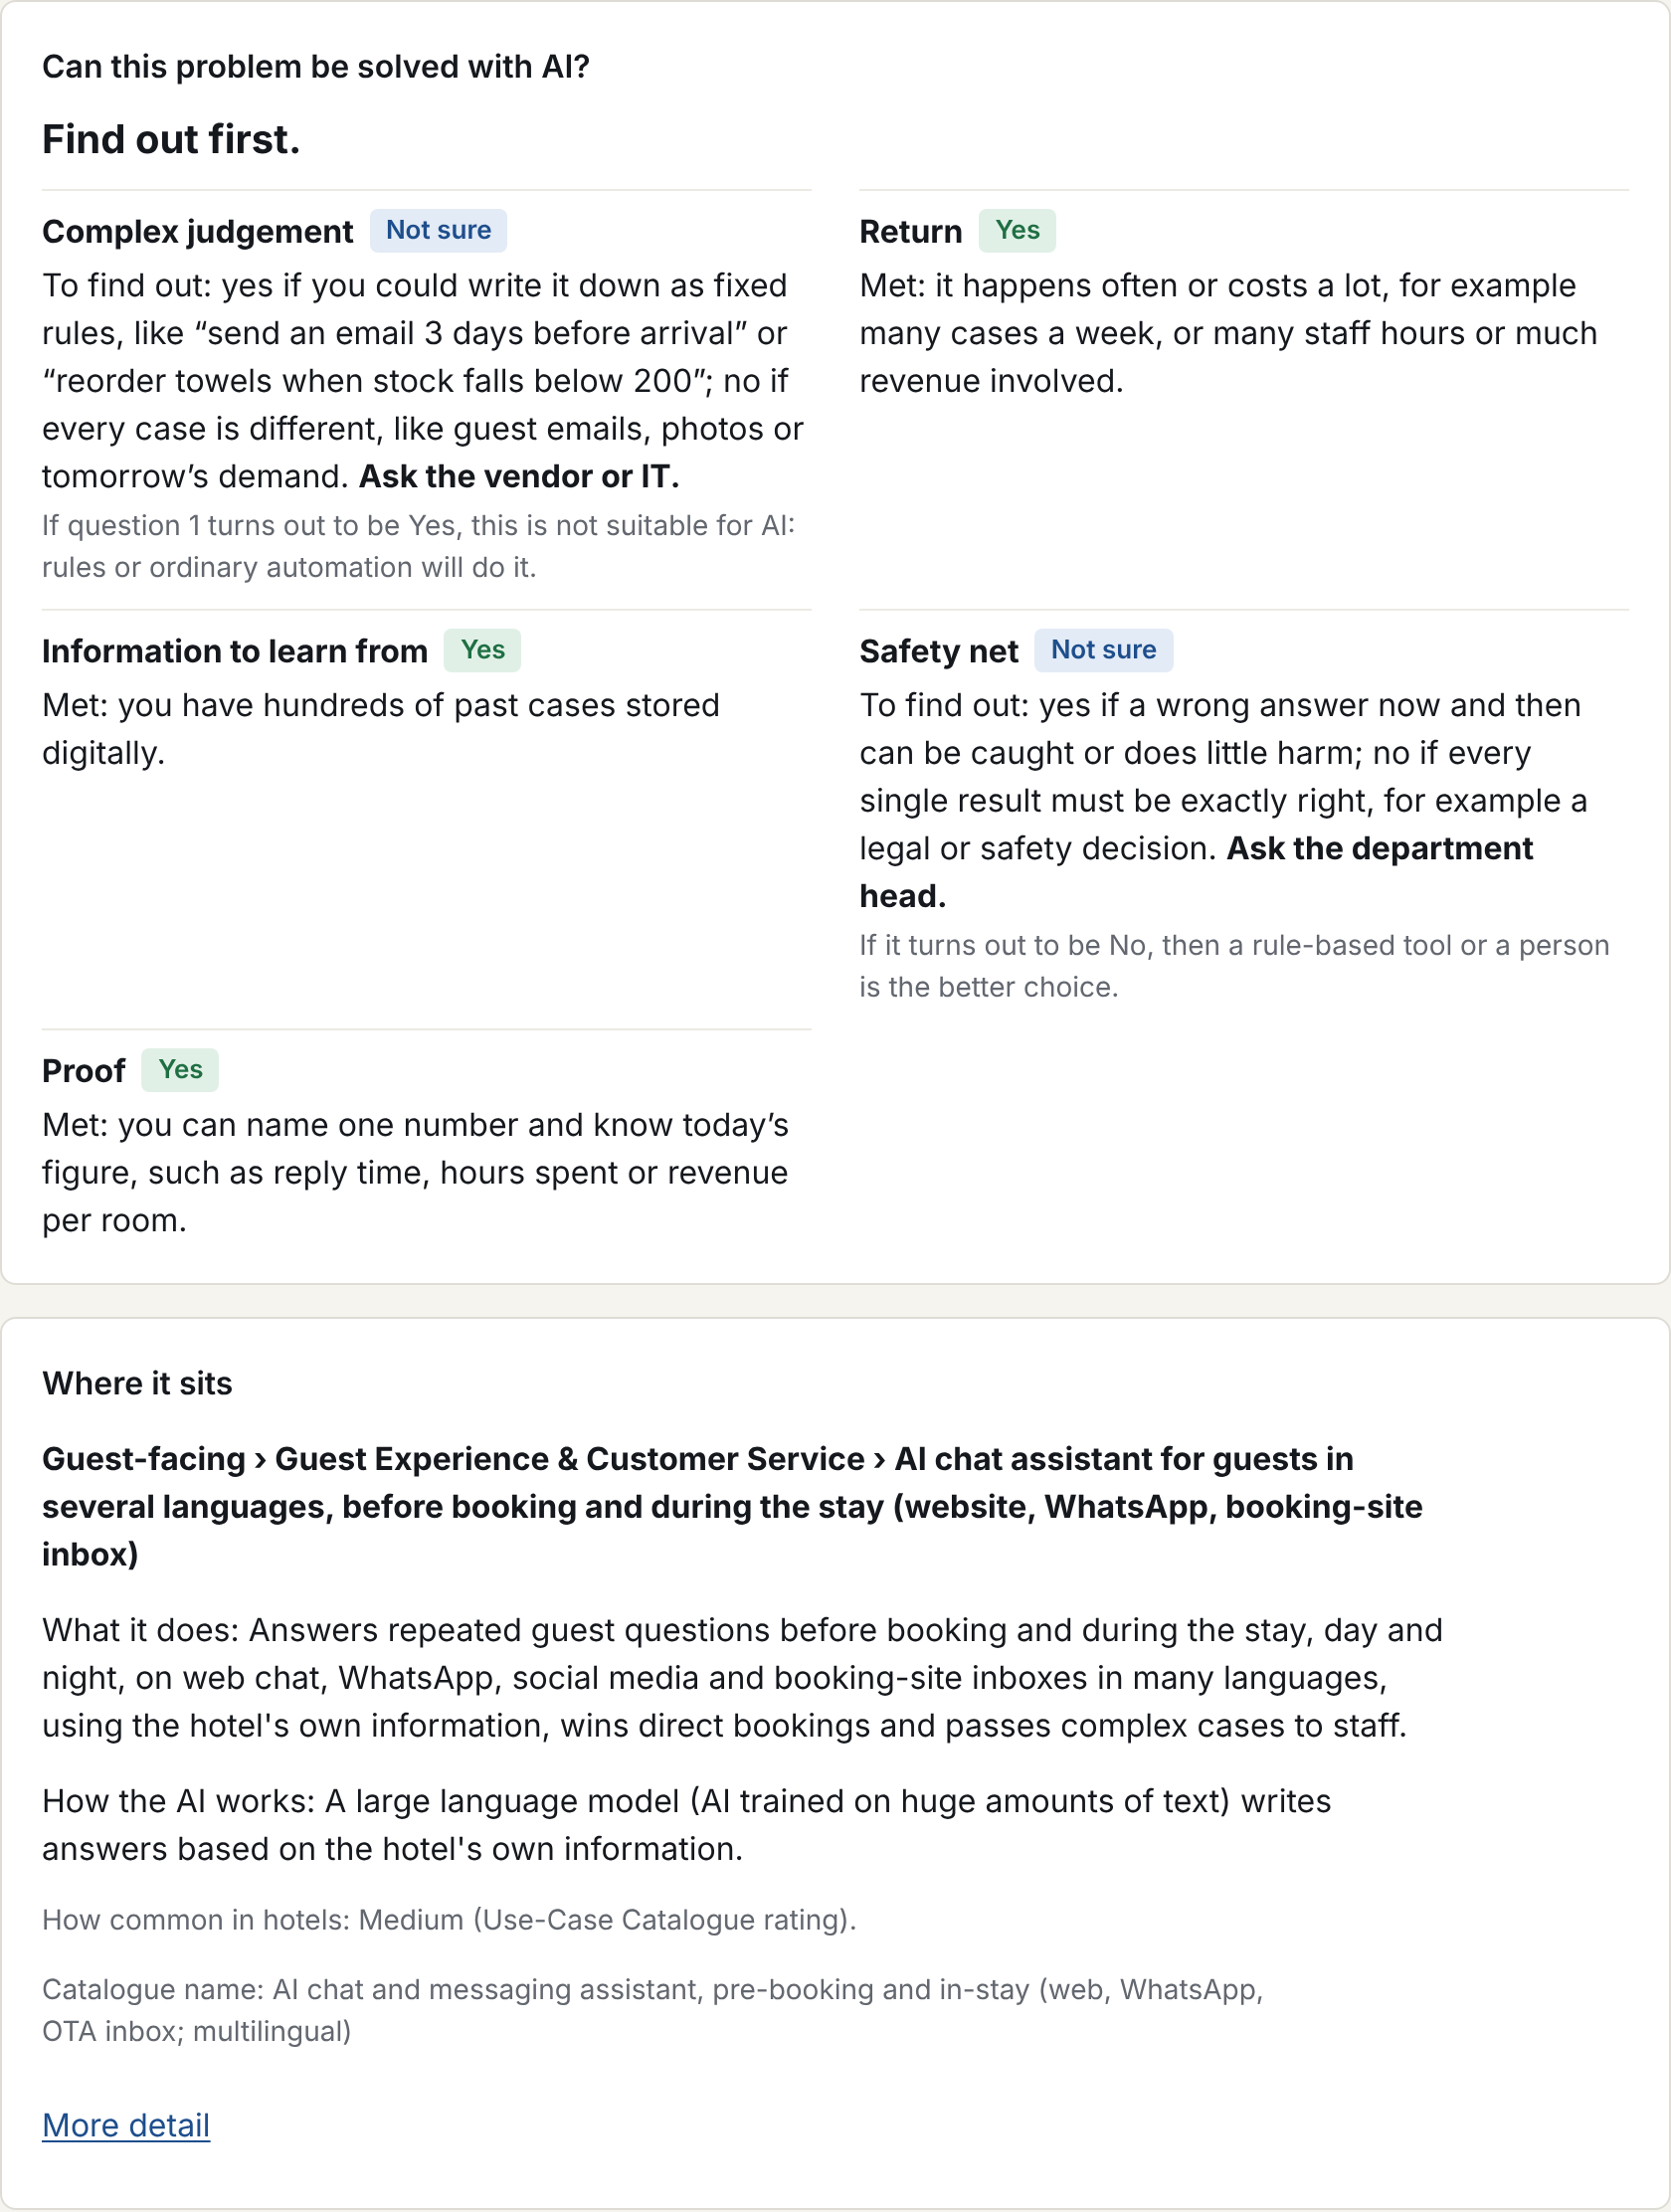 Can this problem be solved with AI?
Find out first.
Complex judgement Not sure
To find out: yes if you could write it down as fixed
rules, like “send an email 3 days before arrival” or
“reorder towels when stock falls below 200”; no if
every case is different, like guest emails, photos or
tomorrow’s demand. Ask the vendor or IT.
If question 1 turns out to be Yes, this is not suitable for AI:
rules or ordinary automation will do it.
Return Yes
Met: it happens often or costs a lot, for example
many cases a week, or many staff hours or much
revenue involved.
Information to learn from Yes
Met: you have hundreds of past cases stored
digitally.
Safety net Not sure
To find out: yes if a wrong answer now and then
can be caught or does little harm; no if every
single result must be exactly right, for example a
legal or safety decision. Ask the department
head.
If it turns out to be No, then a rule-based tool or a person
is the better choice.
Proof Yes
Met: you can name one number and know today’s
figure, such as reply time, hours spent or revenue
per room.
Where it sits
Guest-facing › Guest Experience & Customer Service › AI chat assistant for guests in
several languages, before booking and during the stay (website, WhatsApp, booking-site
inbox)
What it does: Answers repeated guest questions before booking and during the stay, day and
night, on web chat, WhatsApp, social media and booking-site inboxes in many languages,
using the hotel's own information, wins direct bookings and passes complex cases to staff.
How the AI works: A large language model (AI trained on huge amounts of text) writes
answers based on the hotel's own information.
How common in hotels: Medium (Use-Case Catalogue rating).
Catalogue name: AI chat and messaging assistant, pre-booking and in-stay (web, WhatsApp,
OTA inbox; multilingual)
More detail